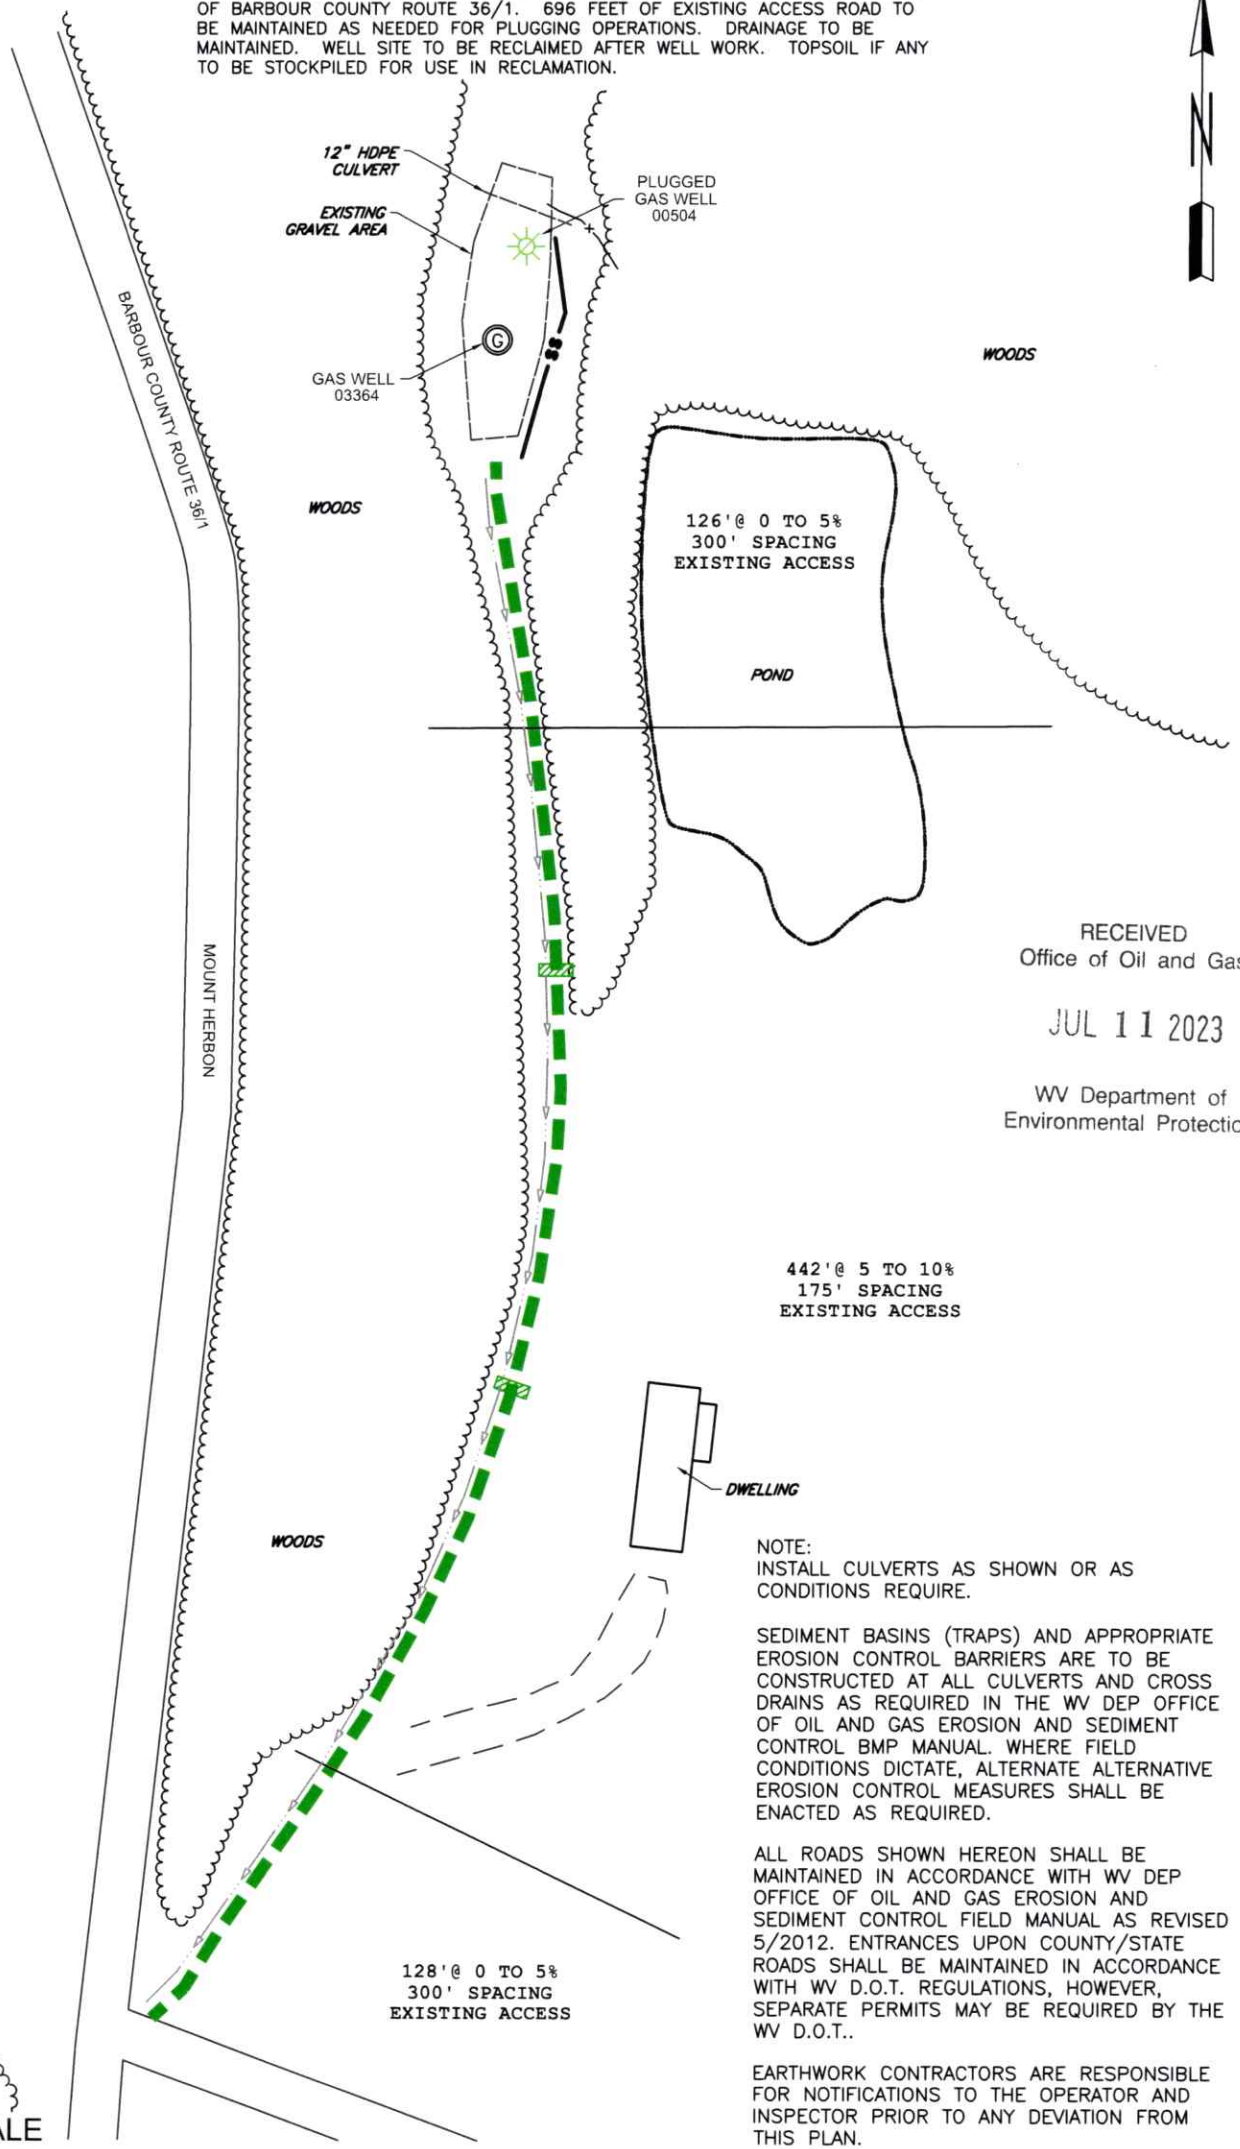 OF BARBOUR COUNTY ROUTE 36/1. 696 FEET OF EXISTING ACCESS ROAD TO
BE MAINTAINED AS NEEDED FOR PLUGGING OPERATIONS. DRAINAGE TO BE
MAINTAINED. WELL SITE TO BE RECLAIMED AFTER WELL WORK. TOPSOIL IF ANY
TO BE STOCKPILED FOR USE IN RECLAMATION.
N
12" HDPE
CULVERT
EXISTING
GRAVEL AREA
PLUGGED
GAS WELL
00504
G
GAS WELL
03364
WOODS
BARBOUR COUNTY ROUTE 36/1
WOODS
126'@ 0 TO 5%
300' SPACING
EXISTING ACCESS
POND
MOUNT HERBON
RECEIVED
Office of Oil and Gas
JUL 11 2023
WV Department of
Environmental Protectio
442'@ 5 TO 10%
175' SPACING
EXISTING ACCESS
DWELLING
WOODS
NOTE:
INSTALL CULVERTS AS SHOWN OR AS
CONDITIONS REQUIRE.
SEDIMENT BASINS (TRAPS) AND APPROPRIATE
EROSION CONTROL BARRIERS ARE TO BE
CONSTRUCTED AT ALL CULVERTS AND CROSS
DRAINS AS REQUIRED IN THE WV DEP OFFICE
OF OIL AND GAS EROSION AND SEDIMENT
CONTROL BMP MANUAL. WHERE FIELD
CONDITIONS DICTATE, ALTERNATE ALTERNATIVE
EROSION CONTROL MEASURES SHALL BE
ENACTED AS REQUIRED.
ALL ROADS SHOWN HEREON SHALL BE
MAINTAINED IN ACCORDANCE WITH WV DEP
OFFICE OF OIL AND GAS EROSION AND
SEDIMENT CONTROL FIELD MANUAL AS REVISED
5/2012. ENTRANCES UPON COUNTY/STATE
ROADS SHALL BE MAINTAINED IN ACCORDANCE
WITH WV D.O.T. REGULATIONS, HOWEVER,
SEPARATE PERMITS MAY BE REQUIRED BY THE
WV D.O.T..
EARTHWORK CONTRACTORS ARE RESPONSIBLE
FOR NOTIFICATIONS TO THE OPERATOR AND
INSPECTOR PRIOR TO ANY DEVIATION FROM
THIS PLAN.
128'@ 0 TO 5%
300' SPACING
EXISTING ACCESS
ALE